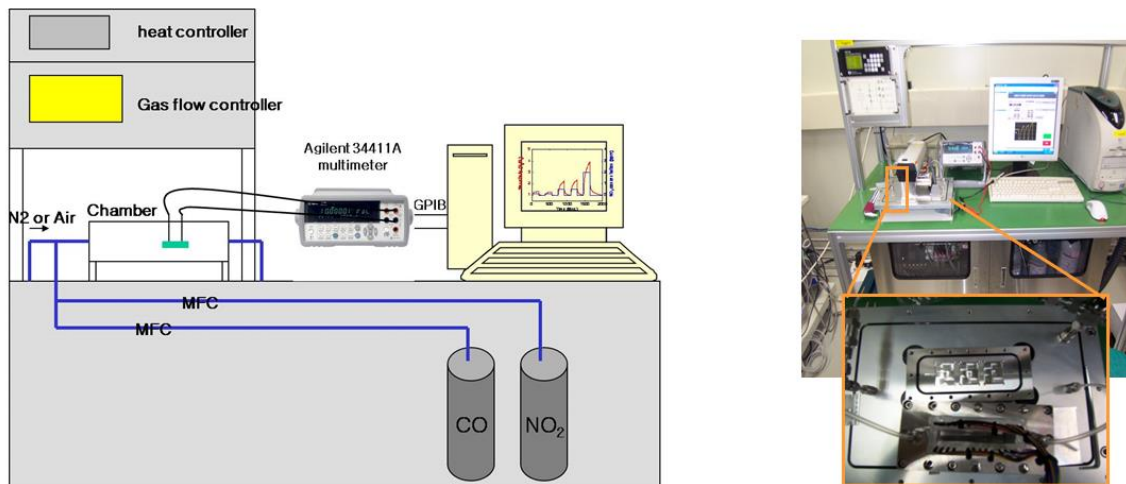 heat controller
Gas flow controller
Agilent 34411A
multimeter
N2 or Air
Chamber
GPIB
MFC
MFC
CO
NO₂